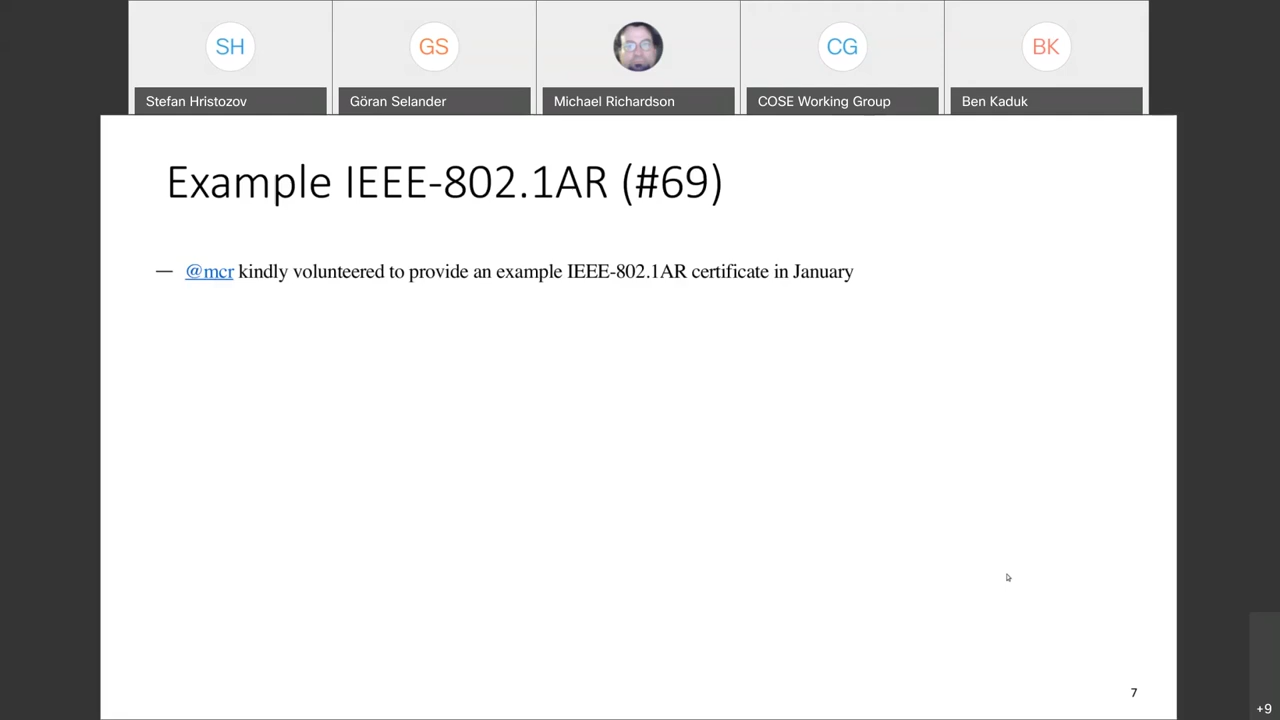 SH
GS
CG
BK
Stefan Hristozov
Göran Selander
Michael Richardson
COSE Working Group
Ben Kaduk
Example IEEE-802.1AR (#69)
— @mcr kindly volunteered to provide an example IEEE-802.1AR certificate in January
7
+9